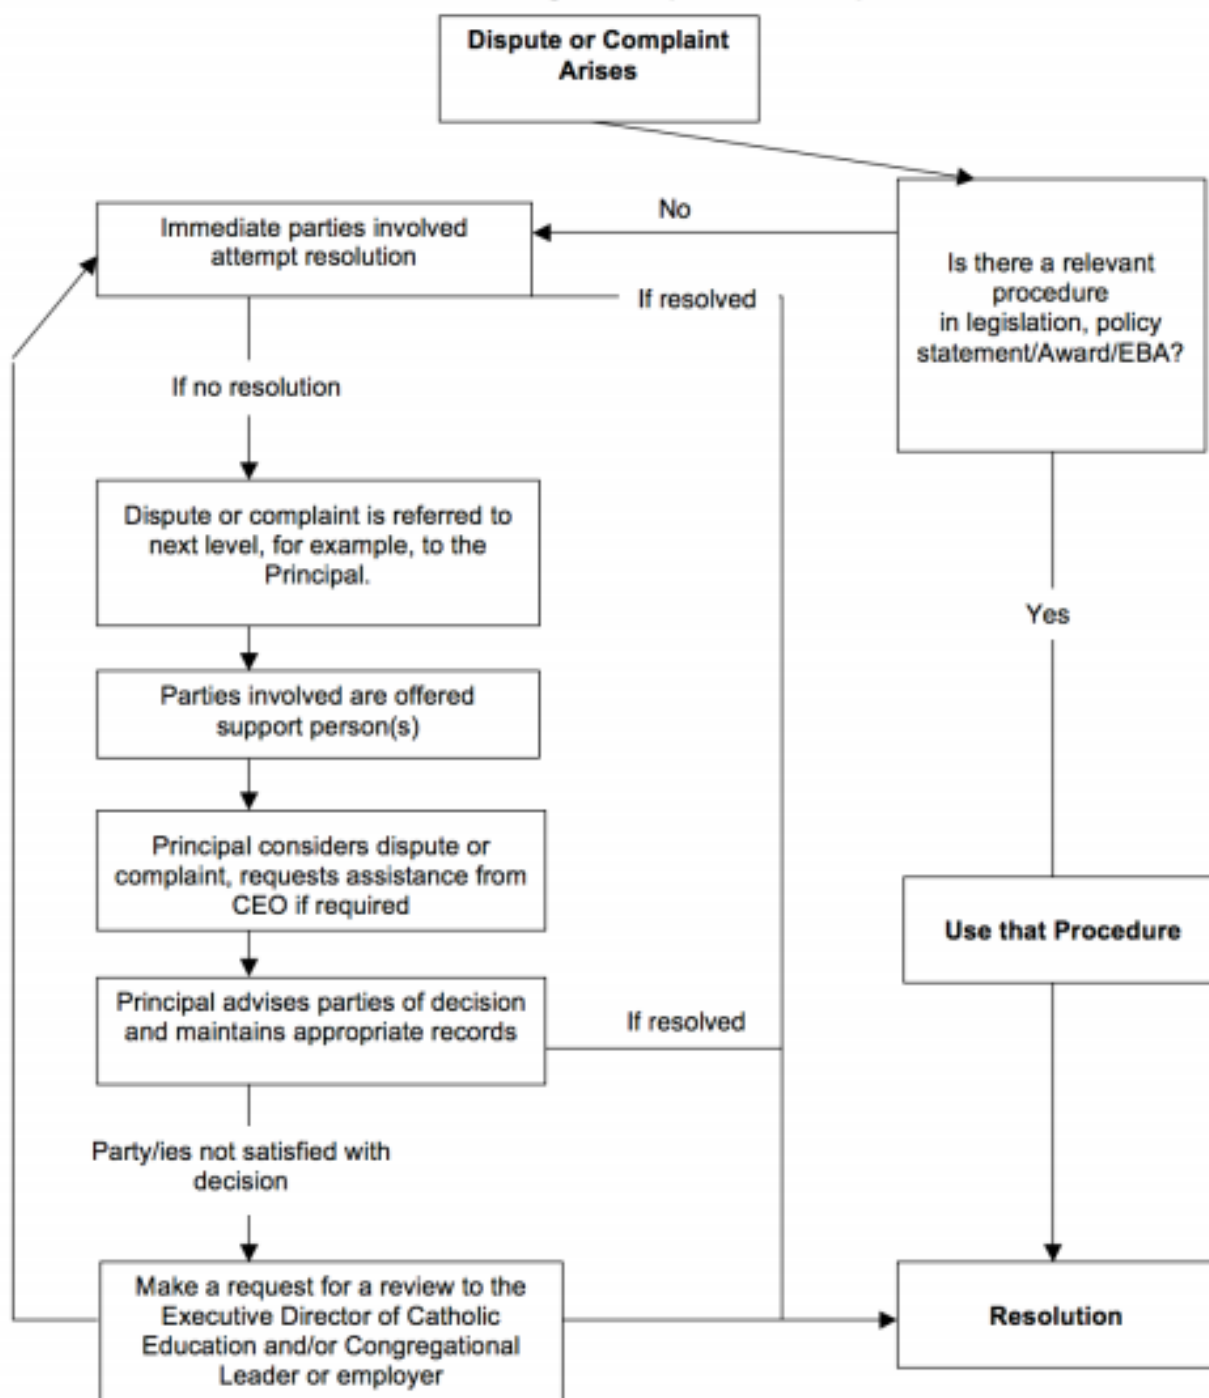 Dispute or Complaint
Arises
No
Immediate parties involved
attempt resolution
Is there a relevant
procedure
in legislation, policy
statement/Award/EBA?
If resolved
If no resolution
Dispute or complaint is referred to
next level, for example, to the
Principal.
Yes
Parties involved are offered
support person(s)
Principal considers dispute or
complaint, requests assistance from
CEO if required
Use that Procedure
Principal advises parties of decision
and maintains appropriate records
If resolved
Party/ies not satisfied with
decision
Make a request for a review to the
Executive Director of Catholic
Education and/or Congregational
Leader or employer
Resolution